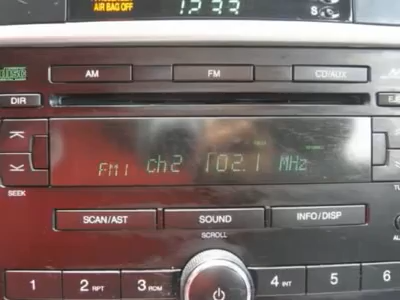 AIR BAG OFF 12:33 S
AM FM CD/AUX
DIR
FM1 Ch2 102.1 MHz
SEEK
SCAN/AST SOUND INFO/DISP
SCROLL
1 2 RPT 3 RDM 4 INT 5 6